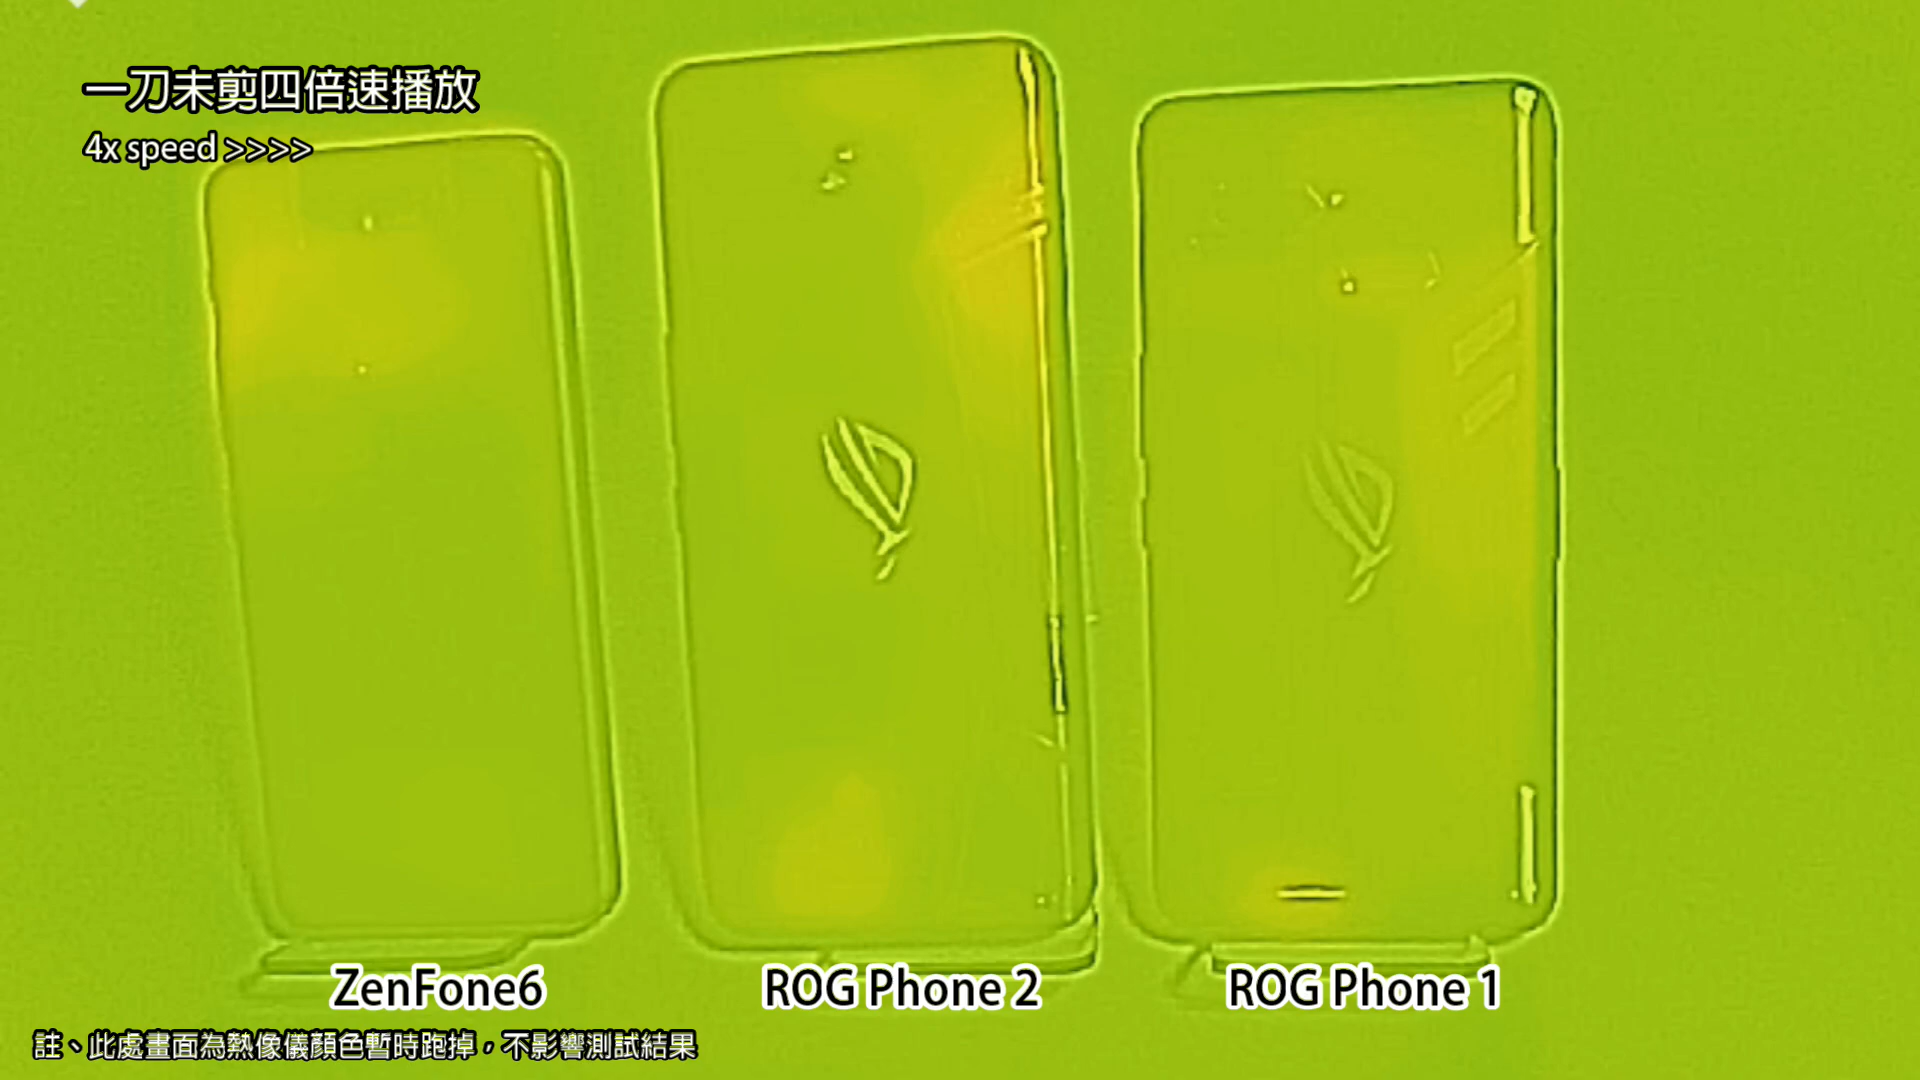 一刀未剪四倍速播放
4x speed >>>>
ZenFone6
ROG Phone 2
ROG Phone 1
註、此處畫面為熱像儀顏色暫時跑掉，不影響測試結果